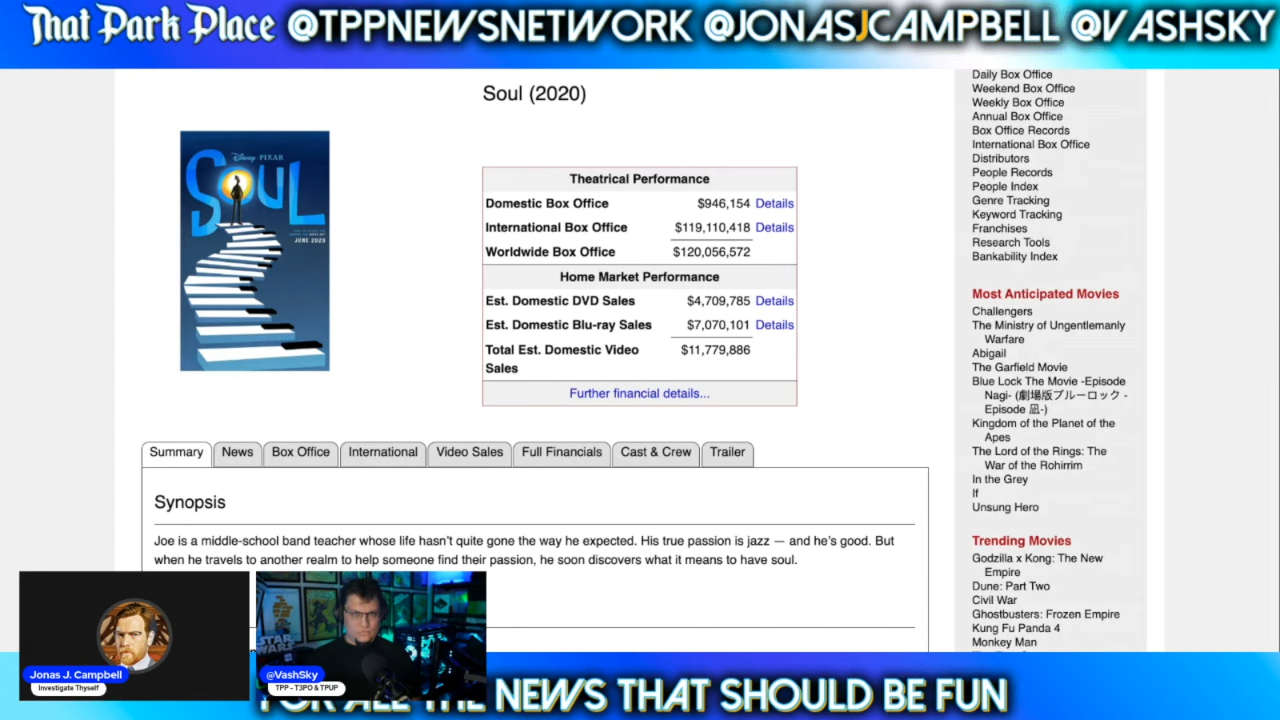 That Park Place @TPPNEWSNETWORK @JONASJCAMPBELL @VASHSKY
Soul (2020)
Disney PIXAR
SOUL
JUNE 2020
Theatrical Performance
Domestic Box Office $946,154 Details
International Box Office $119,110,418 Details
Worldwide Box Office $120,056,572
Home Market Performance
Est. Domestic DVD Sales $4,709,785 Details
Est. Domestic Blu-ray Sales $7,070,101 Details
Total Est. Domestic Video $11,779,886
Sales
Further financial details...
Summary News Box Office International Video Sales Full Financials Cast & Crew Trailer
Synopsis
Joe is a middle-school band teacher whose life hasn't quite gone the way he expected. His true passion is jazz — and he's good. But
when he travels to another realm to help someone find their passion, he soon discovers what it means to have soul.
Daily Box Office
Weekend Box Office
Weekly Box Office
Annual Box Office
Box Office Records
International Box Office
Distributors
People Records
People Index
Genre Tracking
Keyword Tracking
Franchises
Research Tools
Bankability Index
Most Anticipated Movies
Challengers
The Ministry of Ungentlemanly
Warfare
Abigail
The Garfield Movie
Blue Lock The Movie -Episode
Nagi- (劇場版ブルーロック -
Episode 凪-)
Kingdom of the Planet of the
Apes
The Lord of the Rings: The
War of the Rohirrim
In the Grey
If
Unsung Hero
Trending Movies
Godzilla x Kong: The New
Empire
Dune: Part Two
Civil War
Ghostbusters: Frozen Empire
Kung Fu Panda 4
Monkey Man
STAR
WARS
Jonas J. Campbell
Investigate Thyself
@VashSky
TPP - T3PO & TPUP
FOR ALL THE NEWS THAT SHOULD BE FUN